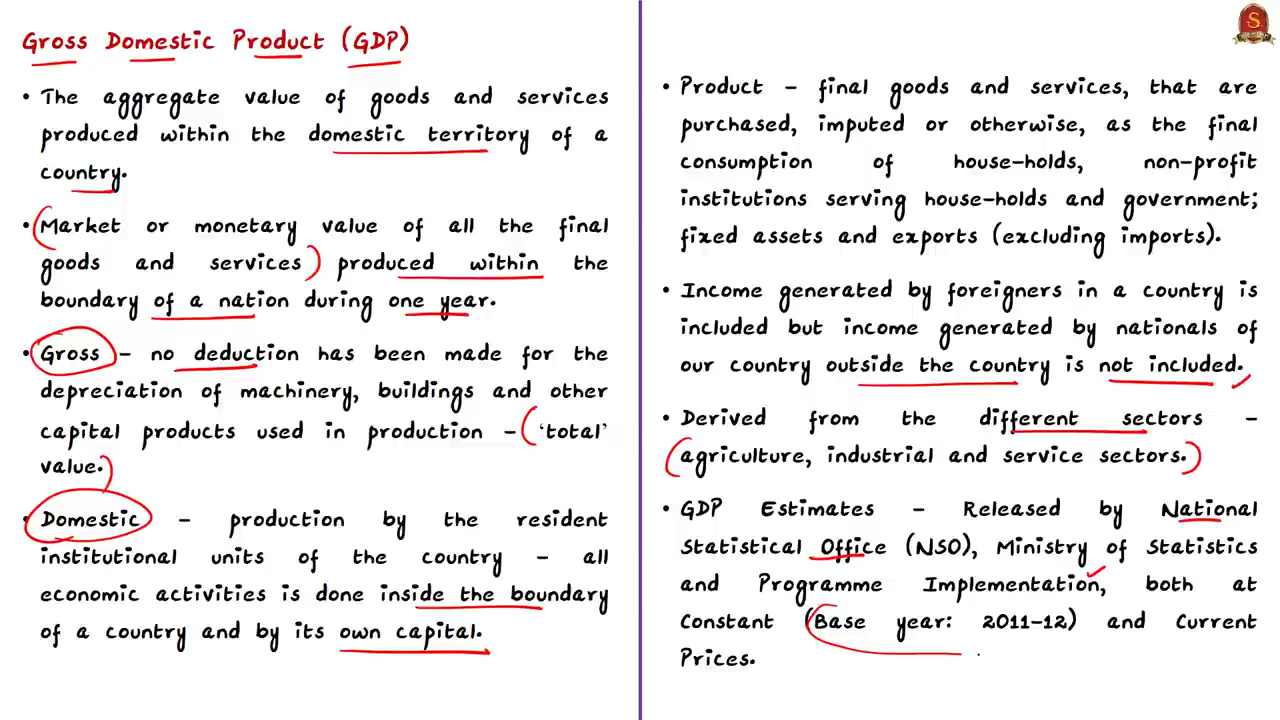 Gross Domestic Product (GDP)
• The aggregate value of goods and services
produced within the domestic territory of a
country.
• Market or monetary value of all the final
goods and services produced within the
boundary of a nation during one year.
• Gross – no deduction has been made for the
depreciation of machinery, buildings and other
capital products used in production – 'total'
value.
• Domestic – production by the resident
institutional units of the country – all
economic activities is done inside the boundary
of a country and by its own capital.
• Product – final goods and services, that are
purchased, imputed or otherwise, as the final
consumption of house-holds, non-profit
institutions serving house-holds and government;
fixed assets and exports (excluding imports).
• Income generated by foreigners in a country is
included but income generated by nationals of
our country outside the country is not included.
• Derived from the different sectors –
agriculture, industrial and service sectors.
• GDP Estimates – Released by National
Statistical Office (NSO), Ministry of Statistics
and Programme Implementation, both at
Constant (Base year: 2011-12) and Current
Prices.
S